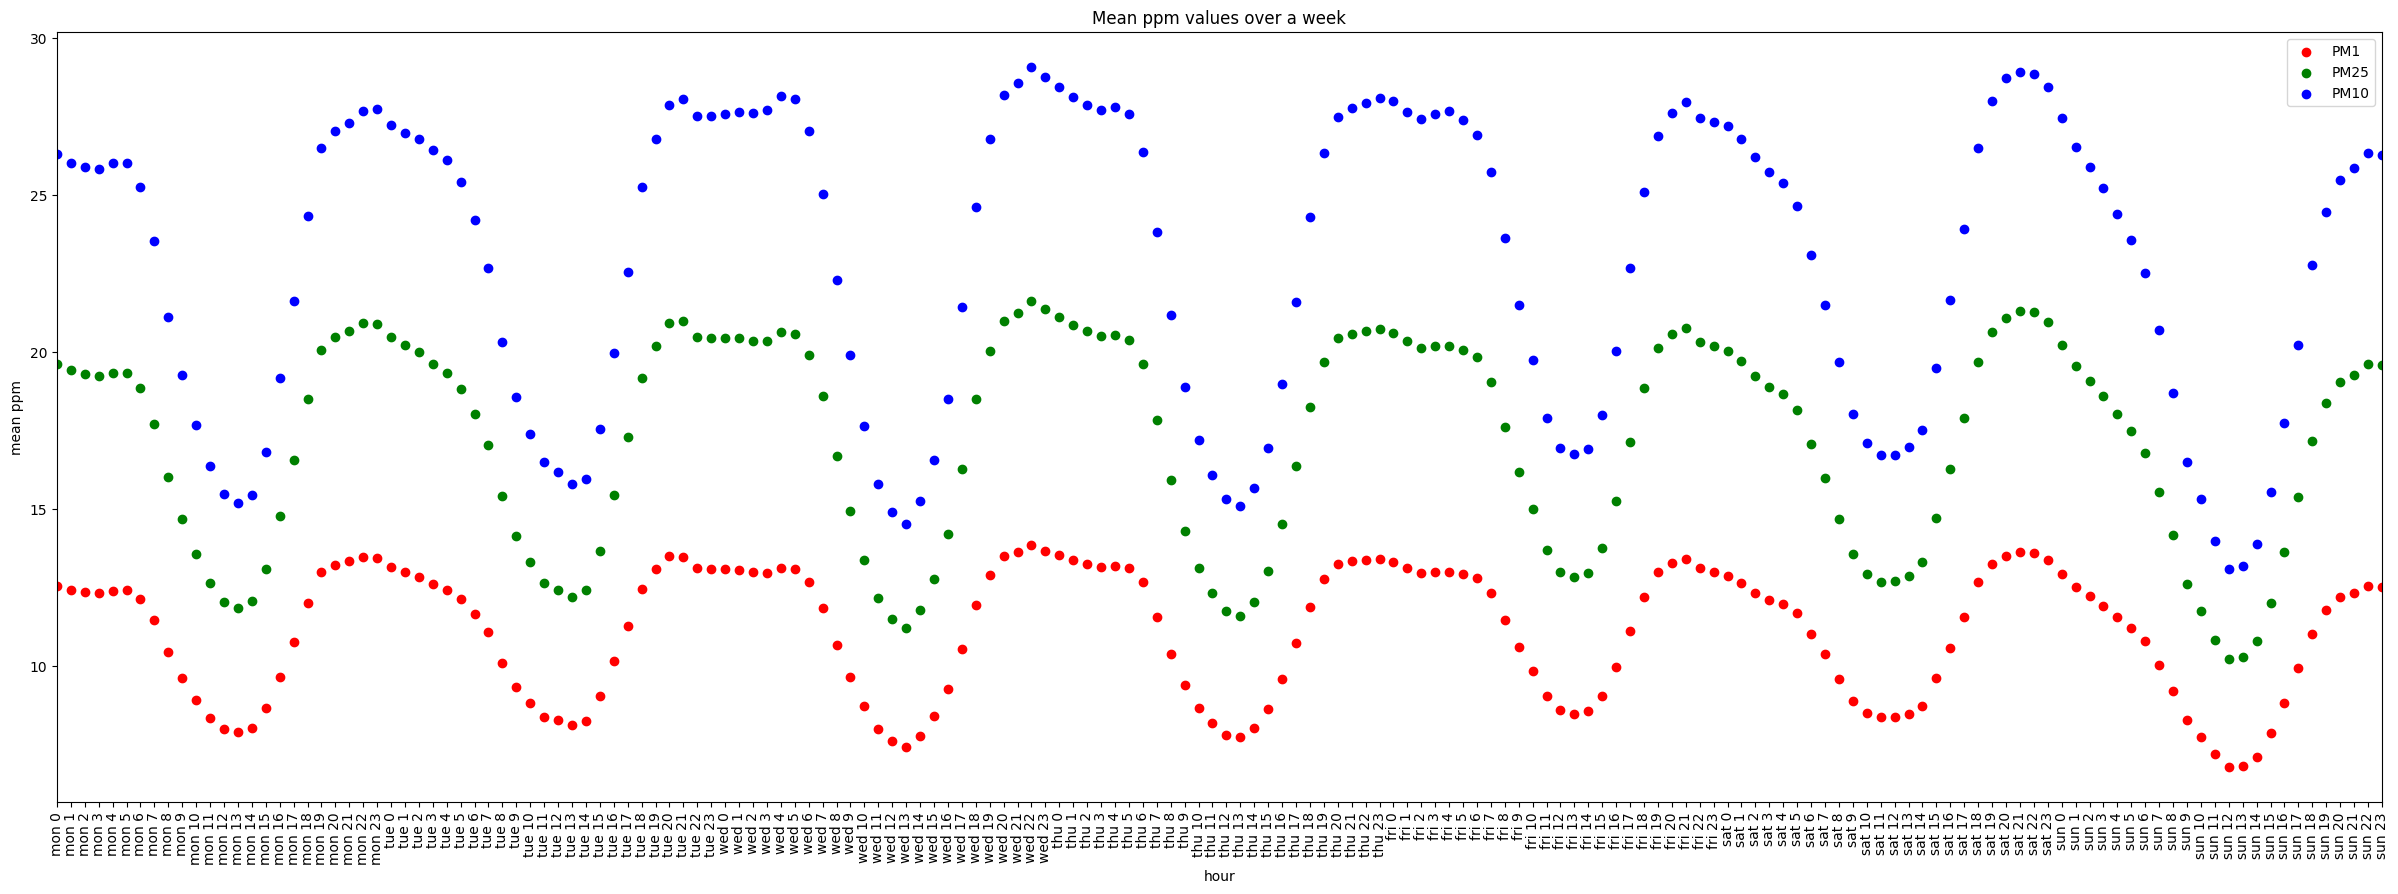 Mean ppm values over a week
PM1
PM25
PM10
mean ppm
30
25
20
15
10
mon 0
mon 1
mon 2
mon 3
mon 4
mon 5
mon 6
mon 7
mon 8
mon 9
mon 10
mon 11
mon 12
mon 13
mon 14
mon 15
mon 16
mon 17
mon 18
mon 19
mon 20
mon 21
mon 22
mon 23
tue 0
tue 1
tue 2
tue 3
tue 4
tue 5
tue 6
tue 7
tue 8
tue 9
tue 10
tue 11
tue 12
tue 13
tue 14
tue 15
tue 16
tue 17
tue 18
tue 19
tue 20
tue 21
tue 22
tue 23
wed 0
wed 1
wed 2
wed 3
wed 4
wed 5
wed 6
wed 7
wed 8
wed 9
wed 10
wed 11
wed 12
wed 13
wed 14
wed 15
wed 16
wed 17
wed 18
wed 19
wed 20
wed 21
wed 22
wed 23
thu 0
thu 1
thu 2
thu 3
thu 4
thu 5
thu 6
thu 7
thu 8
thu 9
thu 10
thu 11
thu 12
thu 13
thu 14
thu 15
thu 16
thu 17
thu 18
thu 19
thu 20
thu 21
thu 22
thu 23
fri 0
fri 1
fri 2
fri 3
fri 4
fri 5
fri 6
fri 7
fri 8
fri 9
fri 10
fri 11
fri 12
fri 13
fri 14
fri 15
fri 16
fri 17
fri 18
fri 19
fri 20
fri 21
fri 22
fri 23
sat 0
sat 1
sat 2
sat 3
sat 4
sat 5
sat 6
sat 7
sat 8
sat 9
sat 10
sat 11
sat 12
sat 13
sat 14
sat 15
sat 16
sat 17
sat 18
sat 19
sat 20
sat 21
sat 22
sat 23
sun 0
sun 1
sun 2
sun 3
sun 4
sun 5
sun 6
sun 7
sun 8
sun 9
sun 10
sun 11
sun 12
sun 13
sun 14
sun 15
sun 16
sun 17
sun 18
sun 19
sun 20
sun 21
sun 22
sun 23
hour